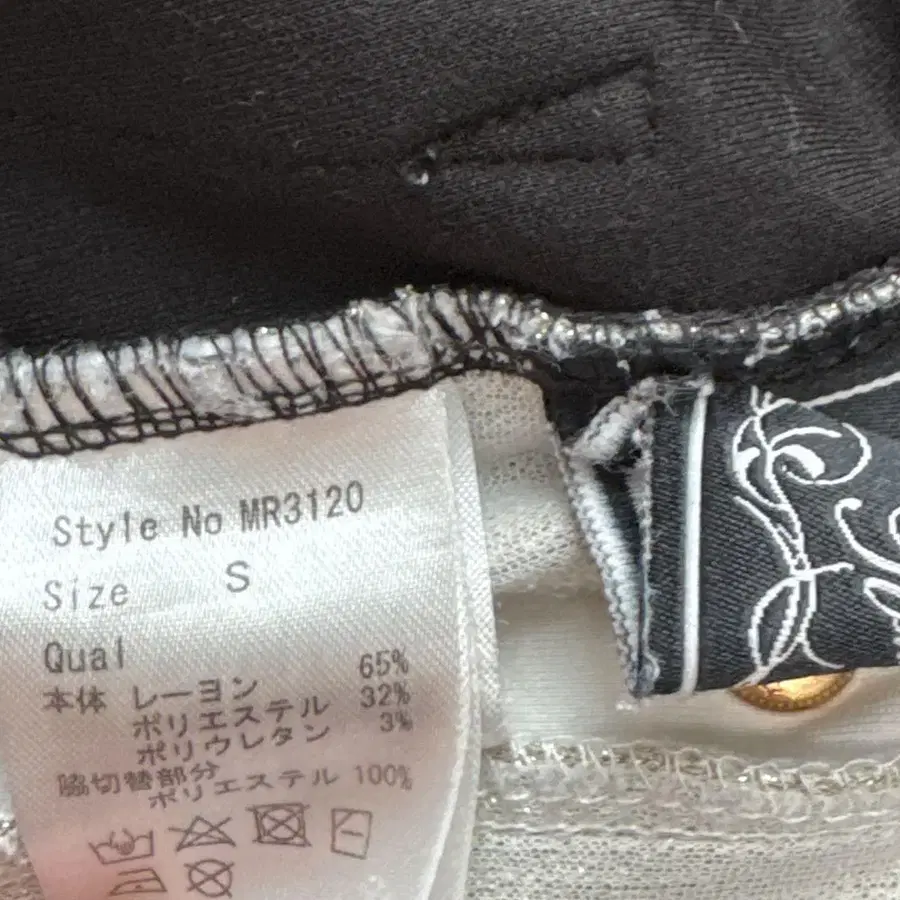 Style No MR3120
Size S
Qual
本体 レーヨン 65%
ポリエステル 32%
ポリウレタン 3%
脇切替部分
ポリエステル 100%